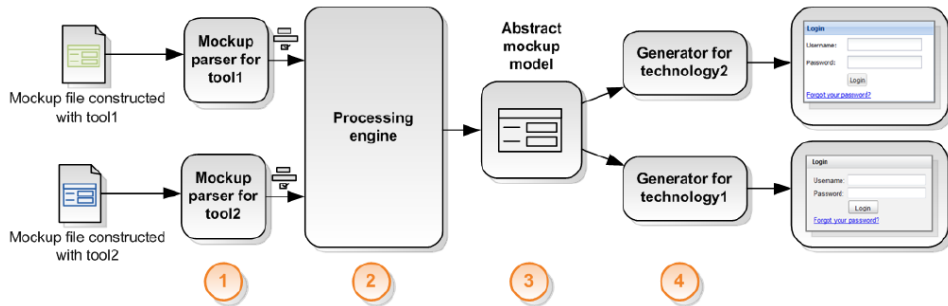 Mockup file constructed
with tool1
Mockup
parser for
tool1
Mockup file constructed
with tool2
Mockup
parser for
tool2
Processing
engine
Abstract
mockup
model
Generator for
technology2
Generator for
technology1
Login
Username:
Password:
Login
Forgot your password?
Login
Username:
Password:
Login
Forgot your password?
1
2
3
4